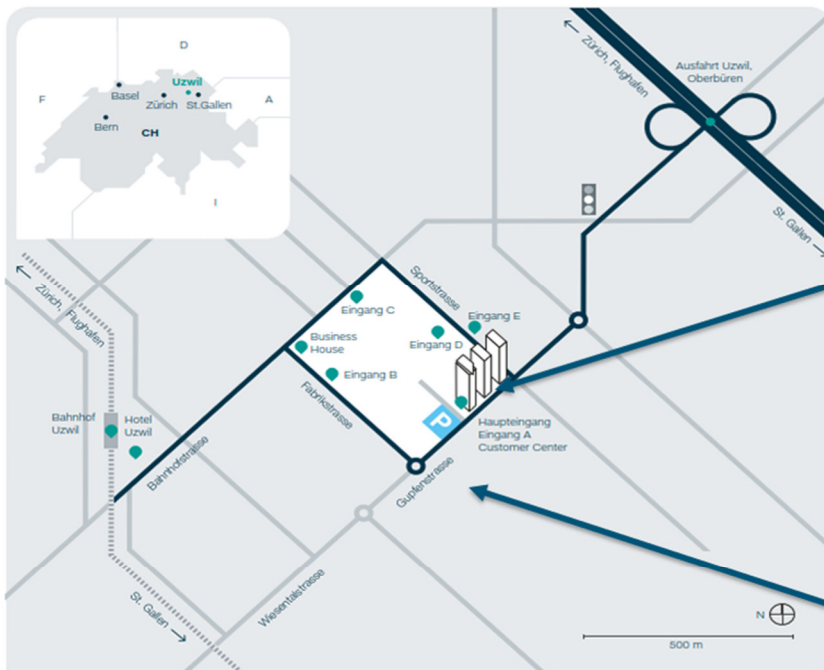 D
Uzwil
F
Basel
Zürich
St.Gallen
A
Bern
CH
I
← Zürich, Flughafen
Ausfahrt Uzwil,
Oberbüren
St. Gallen →
← Zürich, Flughafen
Sportstrasse
Eingang C
Eingang E
Eingang D
Business
House
Eingang B
Fabrikstrasse
P
Haupteingang
Eingang A
Customer Center
Bahnhof
Uzwil
Hotel
Uzwil
Bahnhofstrasse
Gupfenstrasse
Wiesentalstrasse
St. Gallen →
N
500 m